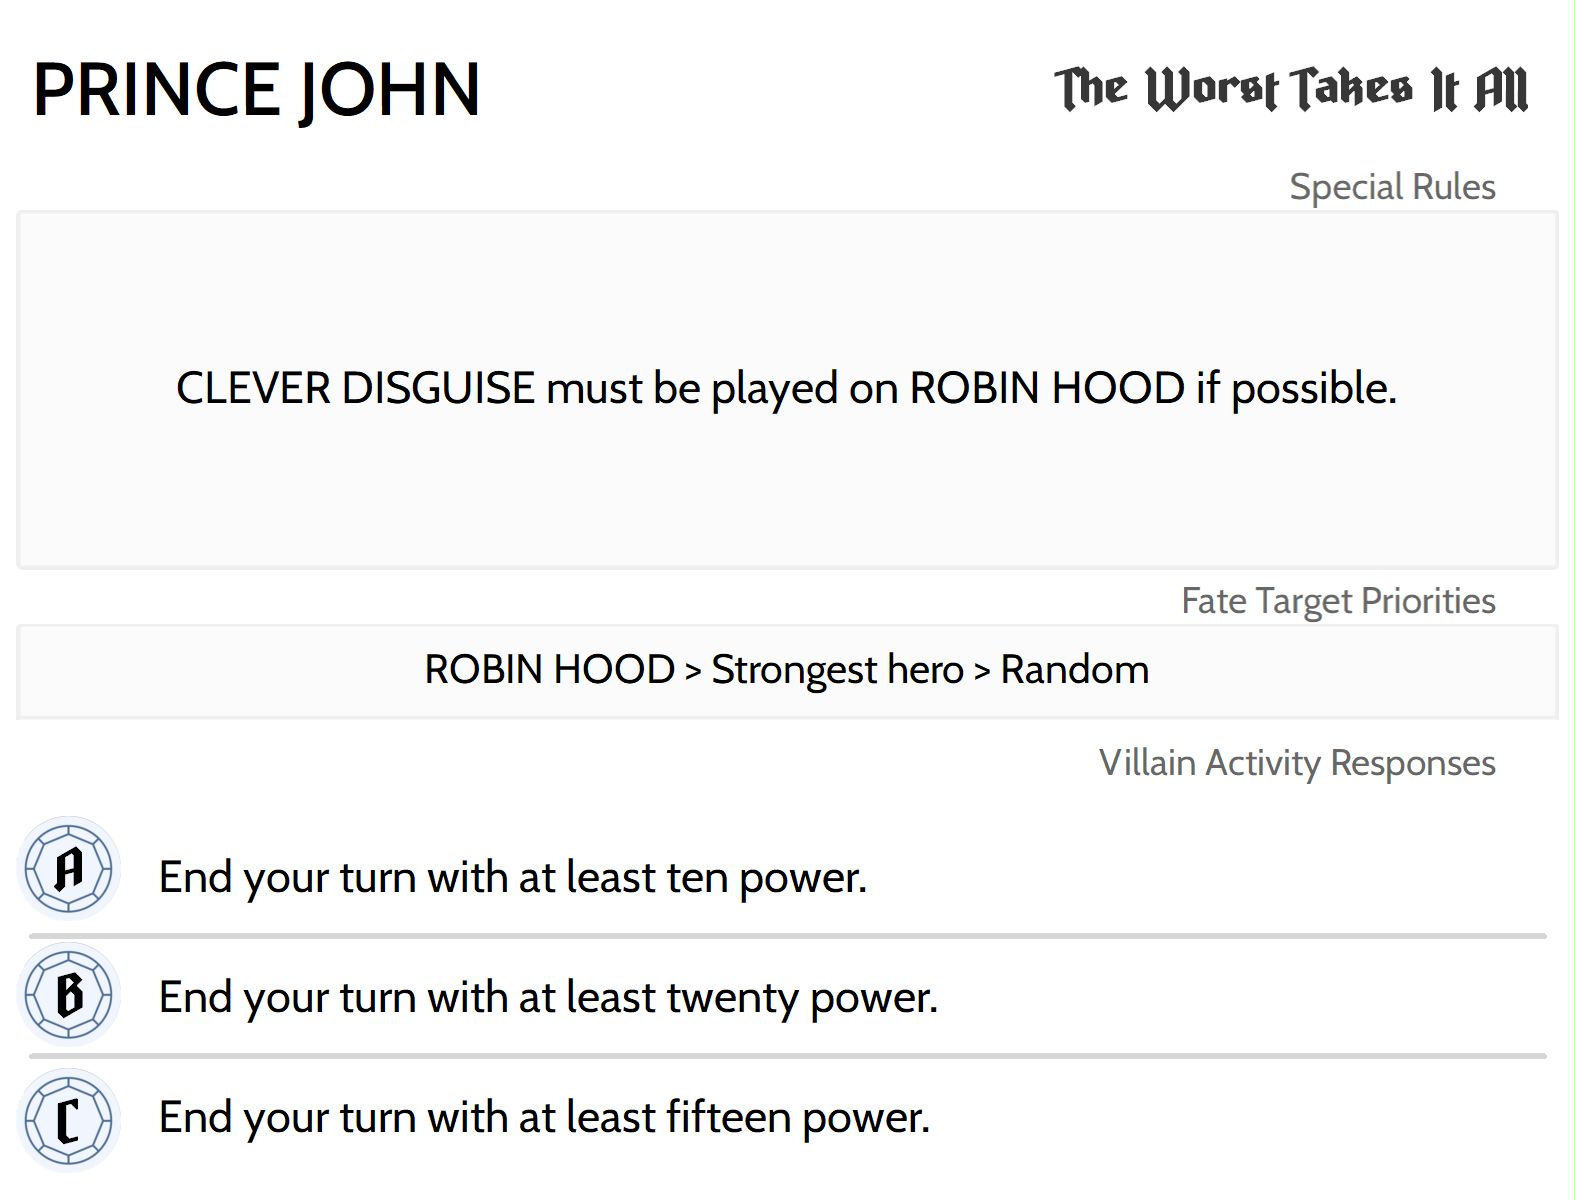 PRINCE JOHN
The Worst Takes It All
Special Rules
CLEVER DISGUISE must be played on ROBIN HOOD if possible.
Fate Target Priorities
ROBIN HOOD > Strongest hero > Random
Villain Activity Responses
A End your turn with at least ten power.
B End your turn with at least twenty power.
C End your turn with at least fifteen power.